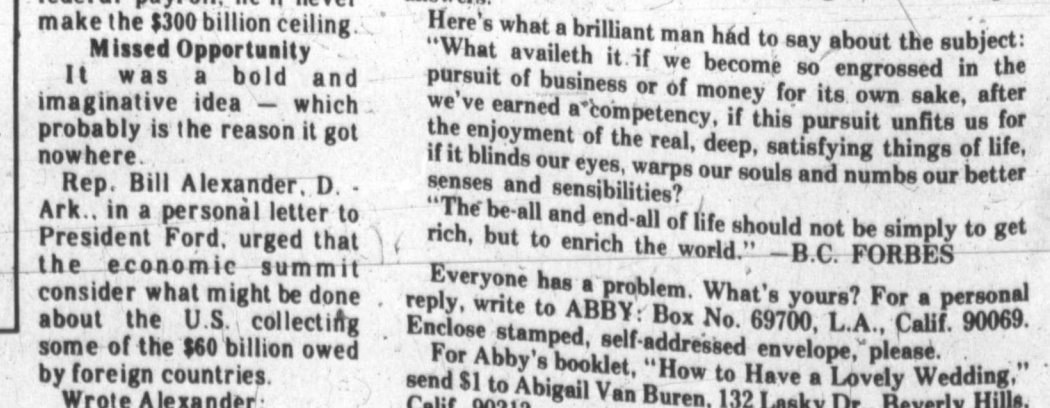 make the $300 billion ceiling.
Missed Opportunity
It was a bold and
imaginative idea — which
probably is the reason it got
nowhere.
Rep. Bill Alexander, D. -
Ark., in a personal letter to
President Ford, urged that
the economic summit
consider what might be done
about the U.S. collecting
some of the $60 billion owed
by foreign countries.
Wrote Alexander:
Here's what a brilliant man had to say about the subject:
"What availeth it if we become so engrossed in the
pursuit of business or of money for its own sake, after
we've earned a competency, if this pursuit unfits us for
the enjoyment of the real, deep, satisfying things of life,
if it blinds our eyes, warps our souls and numbs our better
senses and sensibilities?
"The be-all and end-all of life should not be simply to get
rich, but to enrich the world." —B.C. FORBES
Everyone has a problem. What's yours? For a personal
reply, write to ABBY: Box No. 69700, L.A., Calif. 90069.
Enclose stamped, self-addressed envelope, please.
For Abby's booklet, "How to Have a Lovely Wedding,"
send $1 to Abigail Van Buren, 132 Lasky Dr., Beverly Hills,
Calif.